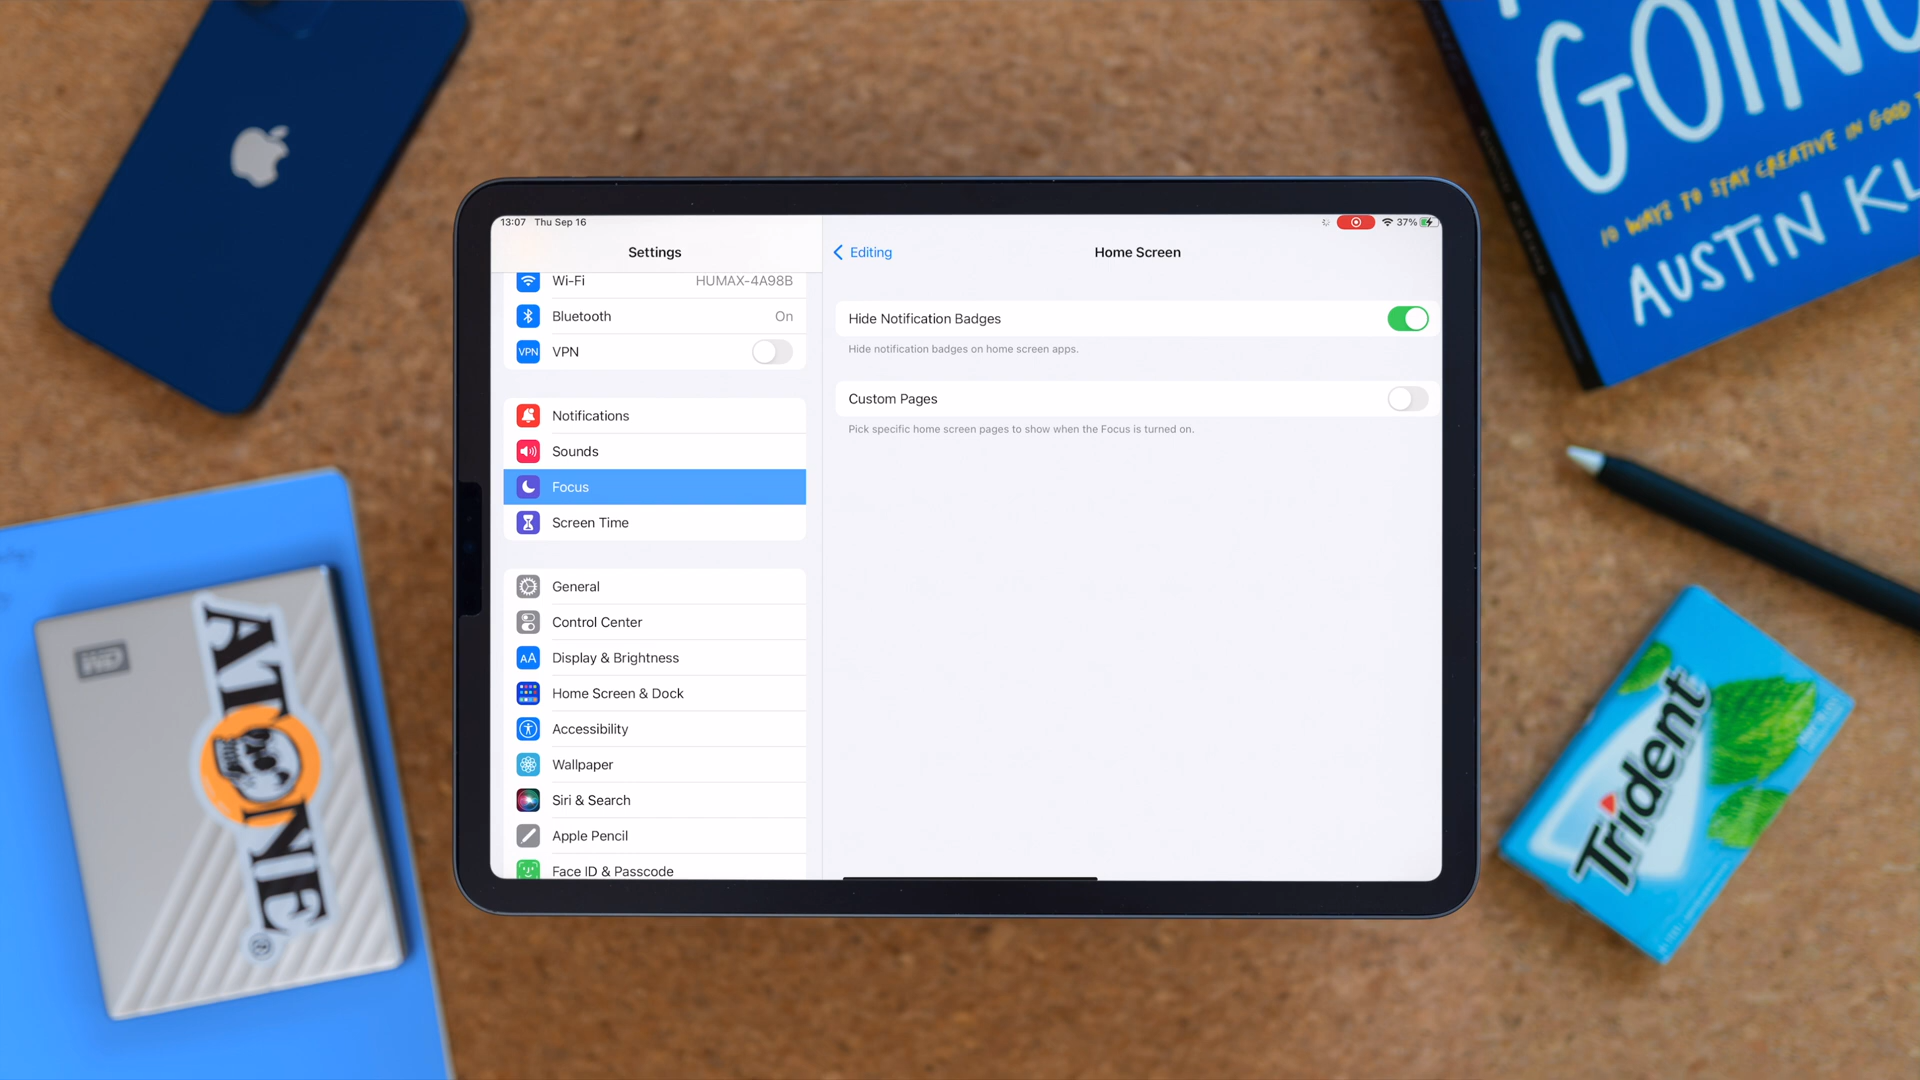 GOING
10 WAYS TO STAY CREATIVE IN GOOD
AUSTIN KL
13:07 Thu Sep 16
37%
Settings
Wi-Fi HUMAX-4A98B
Bluetooth On
VPN VPN
Notifications
Sounds
Focus
Screen Time
General
Control Center
AA Display & Brightness
Home Screen & Dock
Accessibility
Wallpaper
Siri & Search
Apple Pencil
Face ID & Passcode
Editing Home Screen
Hide Notification Badges
Hide notification badges on home screen apps.
Custom Pages
Pick specific home screen pages to show when the Focus is turned on.
WD
ATONE
®
Trident